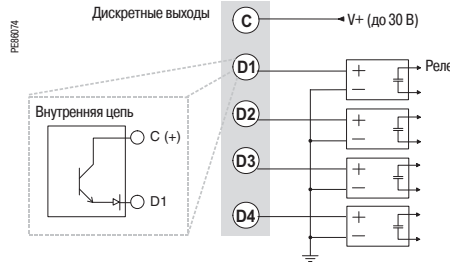 PE86074
Дискретные выходы
C
V+ (до 30 В)
D1
+
−
Реле
Внутренняя цепь
C (+)
D1
D2
+
−
D3
+
−
D4
+
−